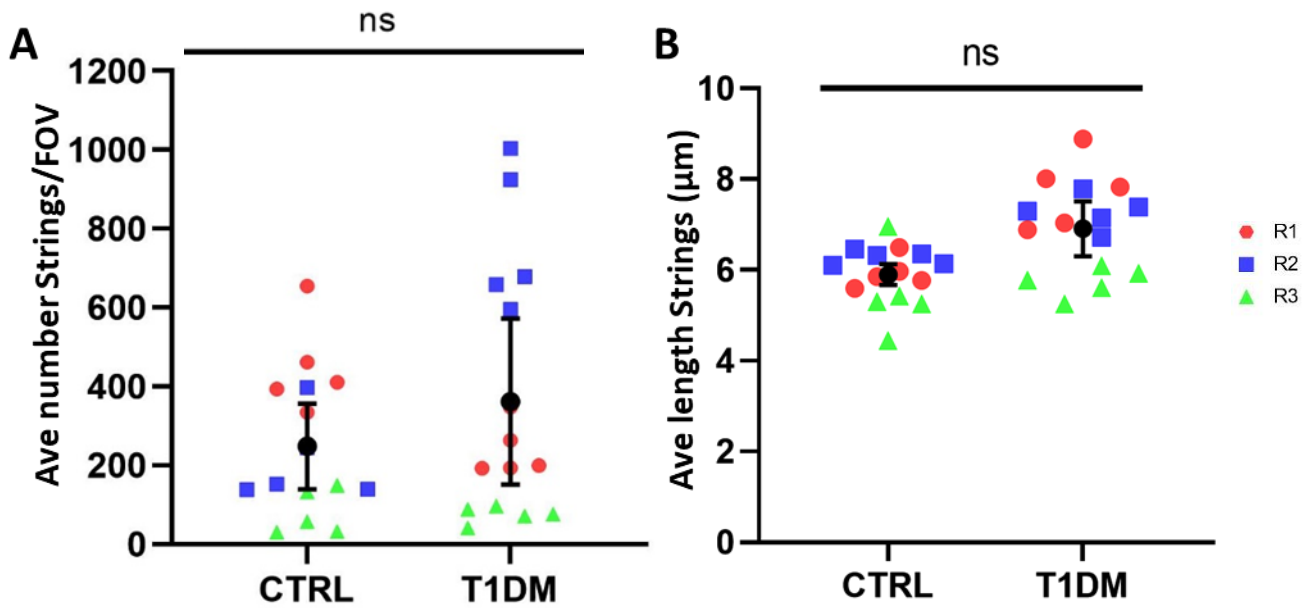 A
ns
Ave number Strings/FOV
1200
1000
800
600
400
200
0
CTRL T1DM
B
ns
Ave length Strings (µm)
10
8
6
4
2
0
CTRL T1DM
R1
R2
R3